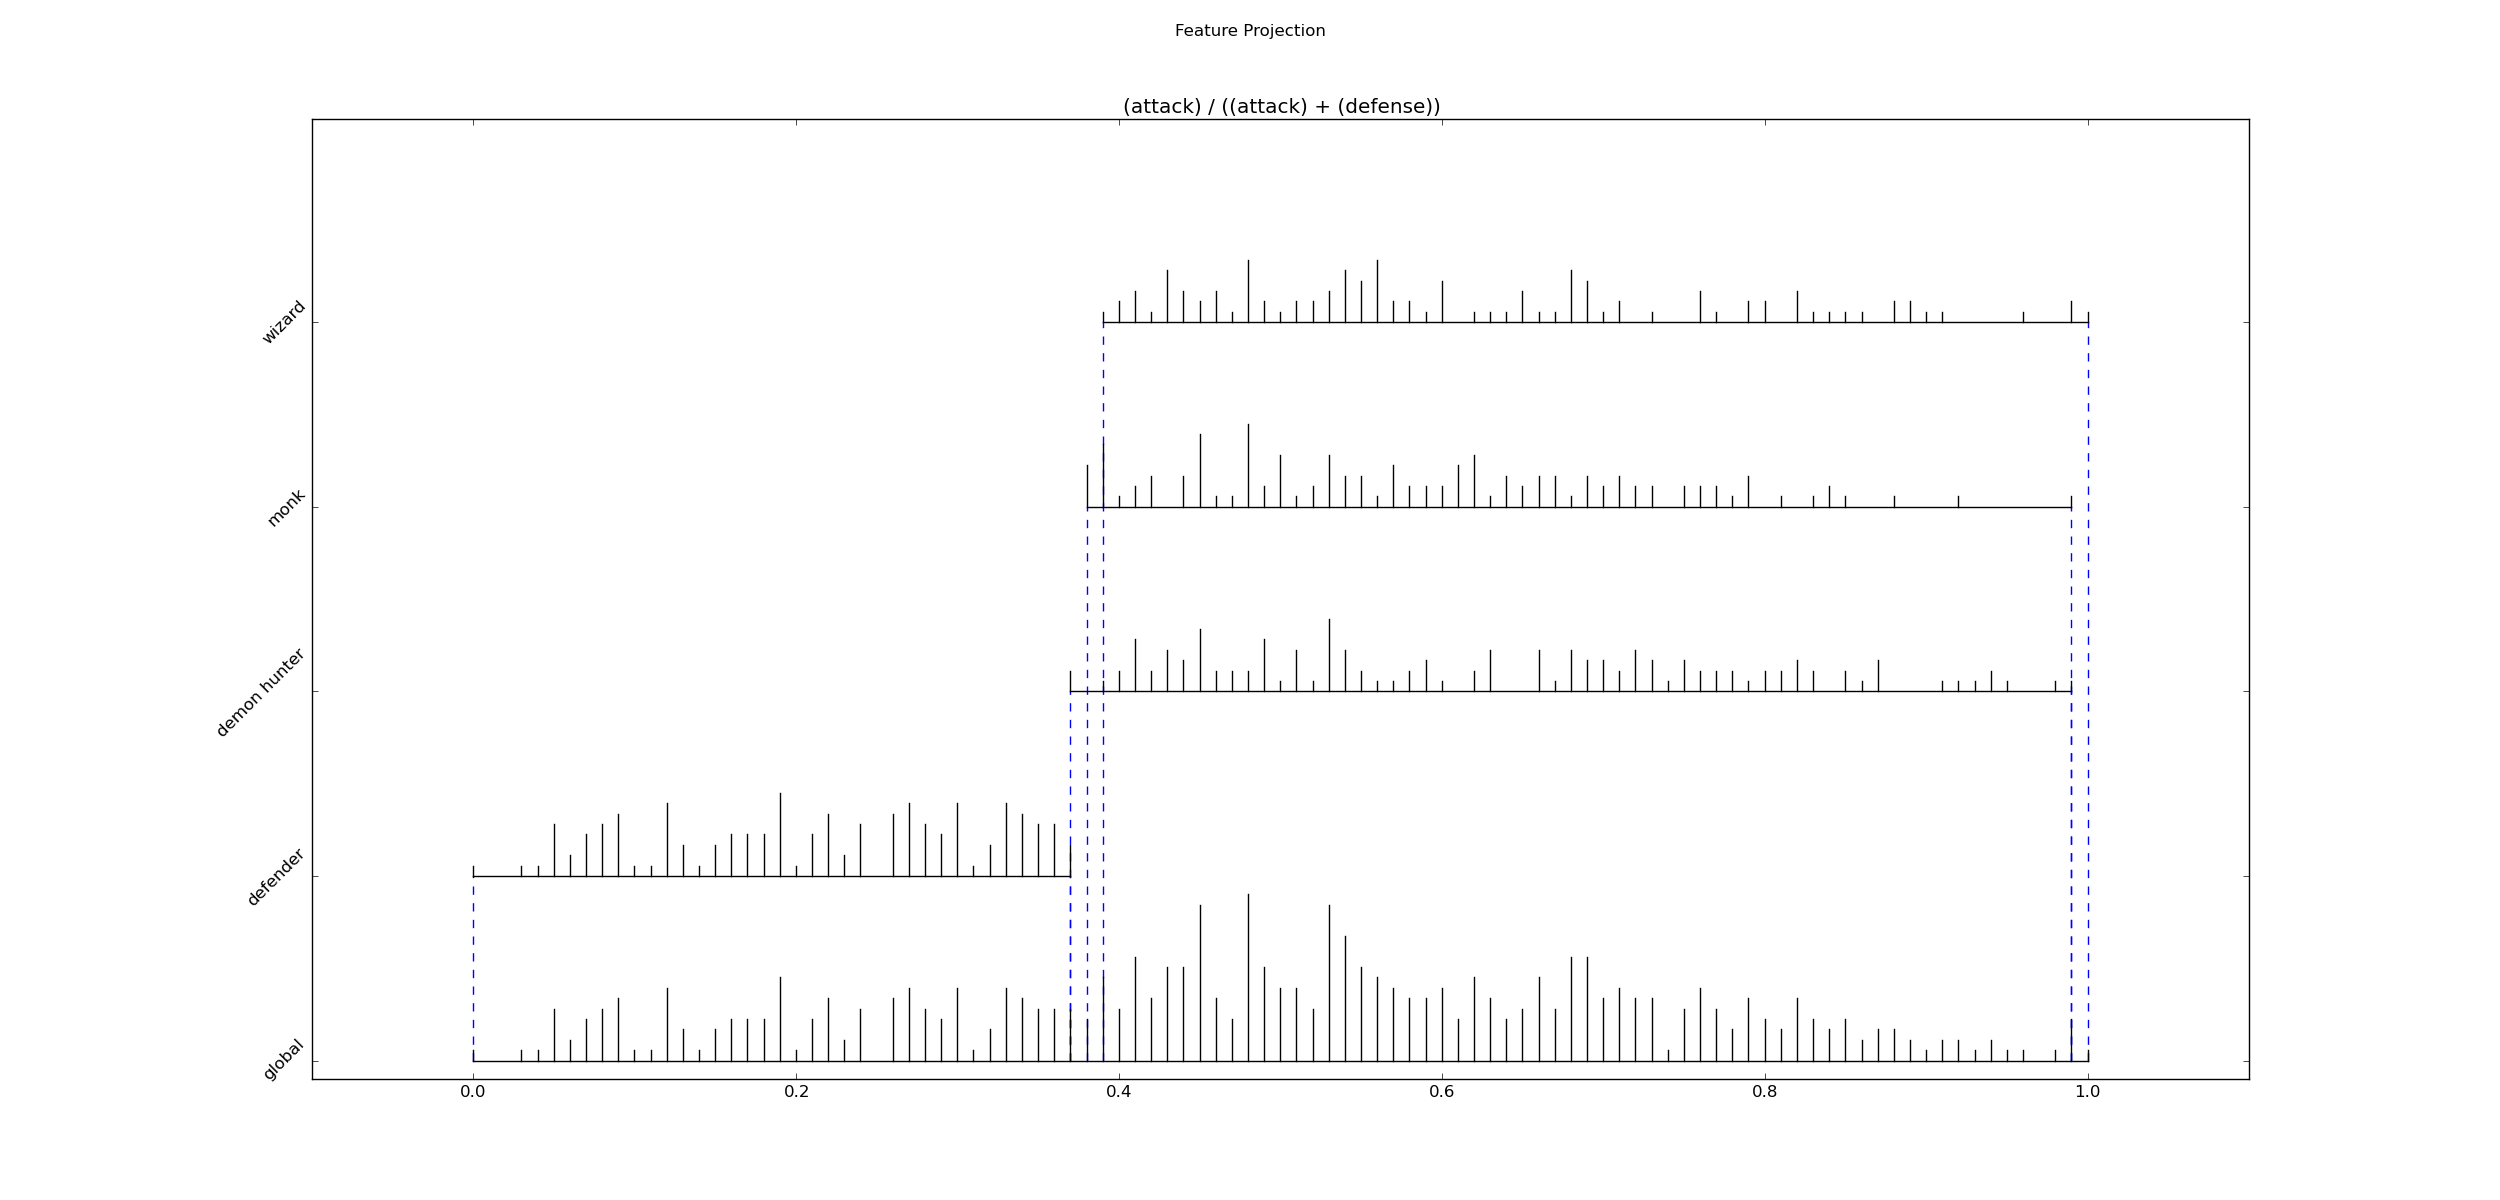 Feature Projection
(attack) / ((attack) + (defense))
wizard
monk
demon hunter
defender
global
0.0 0.2 0.4 0.6 0.8 1.0